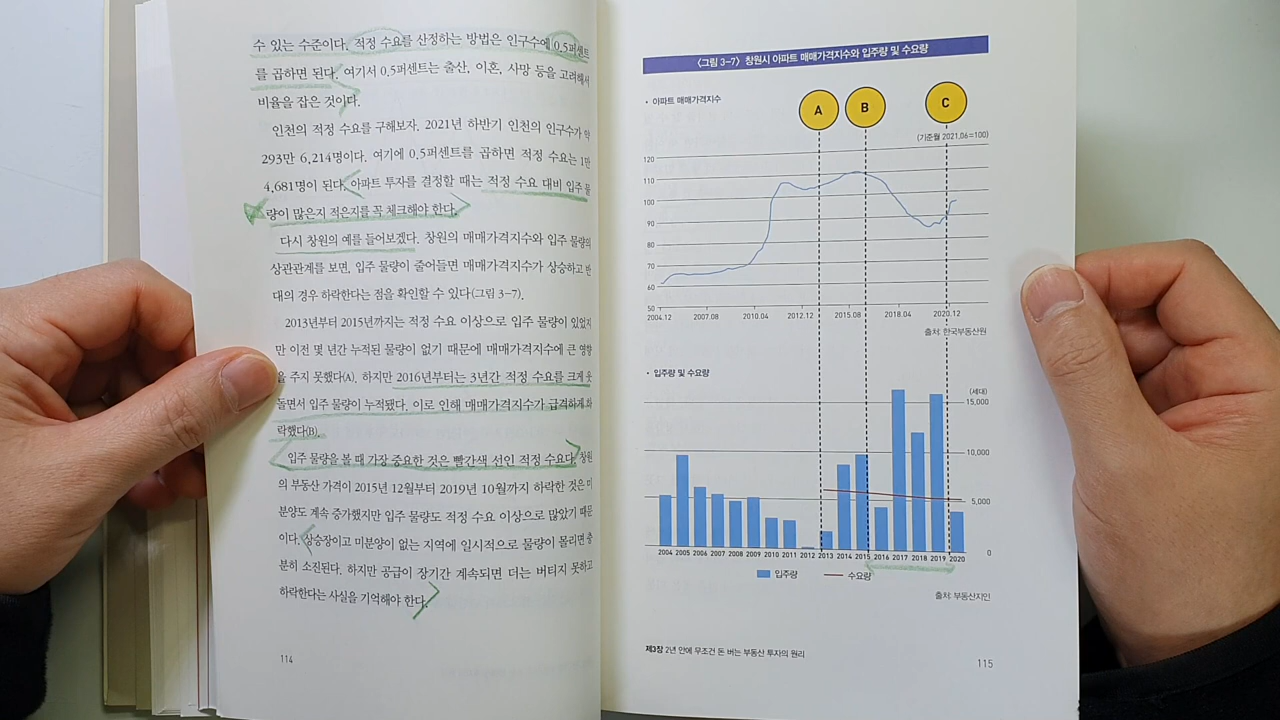 수 있는 수준이다. 적정 수요를 산정하는 방법은 인구수에 0.5퍼센트
를 곱하면 된다. 여기서 0.5퍼센트는 출산, 이혼, 사망 등을 고려해서
비율을 잡은 것이다.
인천의 적정 수요를 구해보자. 2021년 하반기 인천의 인구수가 약
293만 6,214명이다. 여기에 0.5퍼센트를 곱하면 적정 수요는 1만
4,681명이 된다. 아파트 투자를 결정할 때는 적정 수요 대비 입주 물
량이 많은지 적은지를 꼭 체크해야 한다.
다시 창원의 예를 들어보겠다. 창원의 매매가격지수와 입주 물량의
상관관계를 보면, 입주 물량이 줄어들면 매매가격지수가 상승하고 반
대의 경우 하락한다는 점을 확인할 수 있다(그림 3-7).
2013년부터 2015년까지는 적정 수요 이상으로 입주 물량이 있었지
만 이전 몇 년간 누적된 물량이 없기 때문에 매매가격지수에 큰 영향
을 주지 못했다(A). 하지만 2016년부터는 3년간 적정 수요를 크게 웃
돌면서 입주 물량이 누적됐다. 이로 인해 매매가격지수가 급격하게 하
락했다(B).
입주 물량을 볼 때 가장 중요한 것은 빨간색 선인 적정 수요다. 창원
의 부동산 가격이 2015년 12월부터 2019년 10월까지 하락한 것은 미
분양도 계속 증가했지만 입주 물량도 적정 수요 이상으로 많았기 때문
이다. 상승장이고 미분양이 없는 지역에 일시적으로 물량이 몰리면 충
분히 소진된다. 하지만 공급이 장기간 계속되면 더는 버티지 못하고
하락한다는 사실을 기억해야 한다.
114
〈그림 3-7〉 창원시 아파트 매매가격지수와 입주량 및 수요량
• 아파트 매매가격지수
A B C
(기준월 2021.06=100)
120
110
100
90
80
70
60
50
2004.12 2007.08 2010.04 2012.12 2015.08 2018.04 2020.12
출처: 한국부동산원
• 입주량 및 수요량
(세대)
15,000
10,000
5,000
0
2004 2005 2006 2007 2008 2009 2010 2011 2012 2013 2014 2015 2016 2017 2018 2019 2020
입주량 수요량
출처: 부동산지인
제3장 2년 안에 무조건 돈 버는 부동산 투자의 원리
115